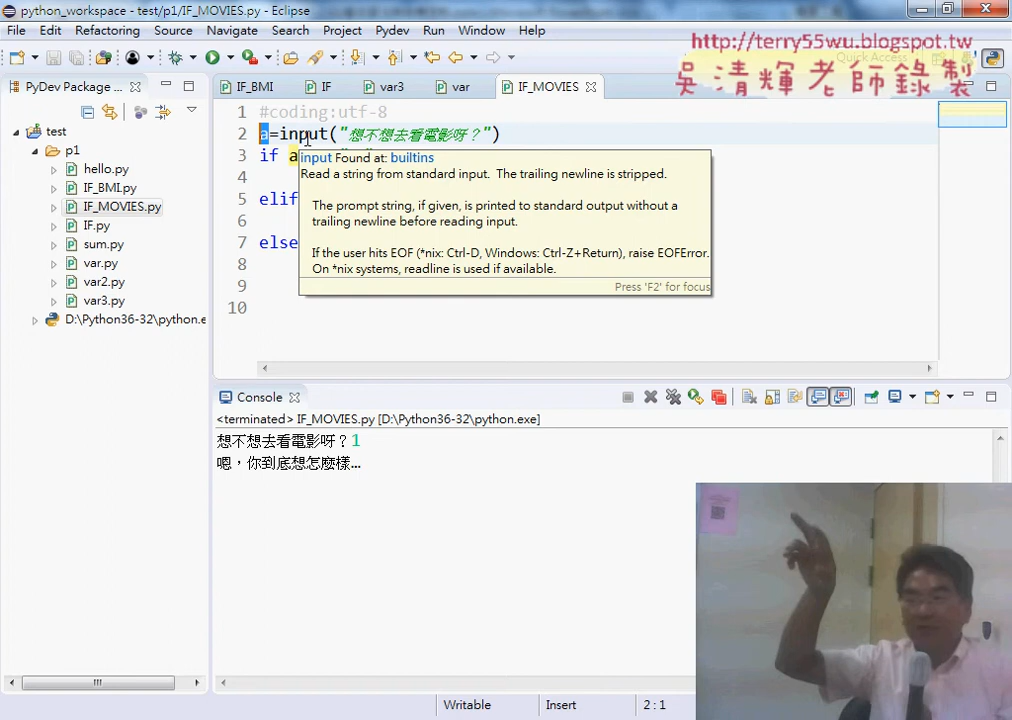 python_workspace - test/p1/IF_MOVIES.py - Eclipse
File Edit Refactoring Source Navigate Search Project Pydev Run Window Help
http://terry55wu.blogspot.tw
Quick Access
吳清輝老師錄製
PyDev Package ...
IF_BMI IF var3 var IF_MOVIES
test
p1
hello.py
IF_BMI.py
IF_MOVIES.py
IF.py
sum.py
var.py
var2.py
var3.py
D:\Python36-32\python.e
1 #coding:utf-8
2 a=input("想不想去看電影呀？")
3 if a
4
5 elif
6
7 else
8
9
10
input Found at: builtins
Read a string from standard input. The trailing newline is stripped.
The prompt string, if given, is printed to standard output without a
trailing newline before reading input.
If the user hits EOF (*nix: Ctrl-D, Windows: Ctrl-Z+Return), raise EOFError.
On *nix systems, readline is used if available.
Press 'F2' for focus
Console
<terminated> IF_MOVIES.py [D:\Python36-32\python.exe]
想不想去看電影呀？1
嗯，你到底想怎麼樣...
Writable Insert 2 : 1